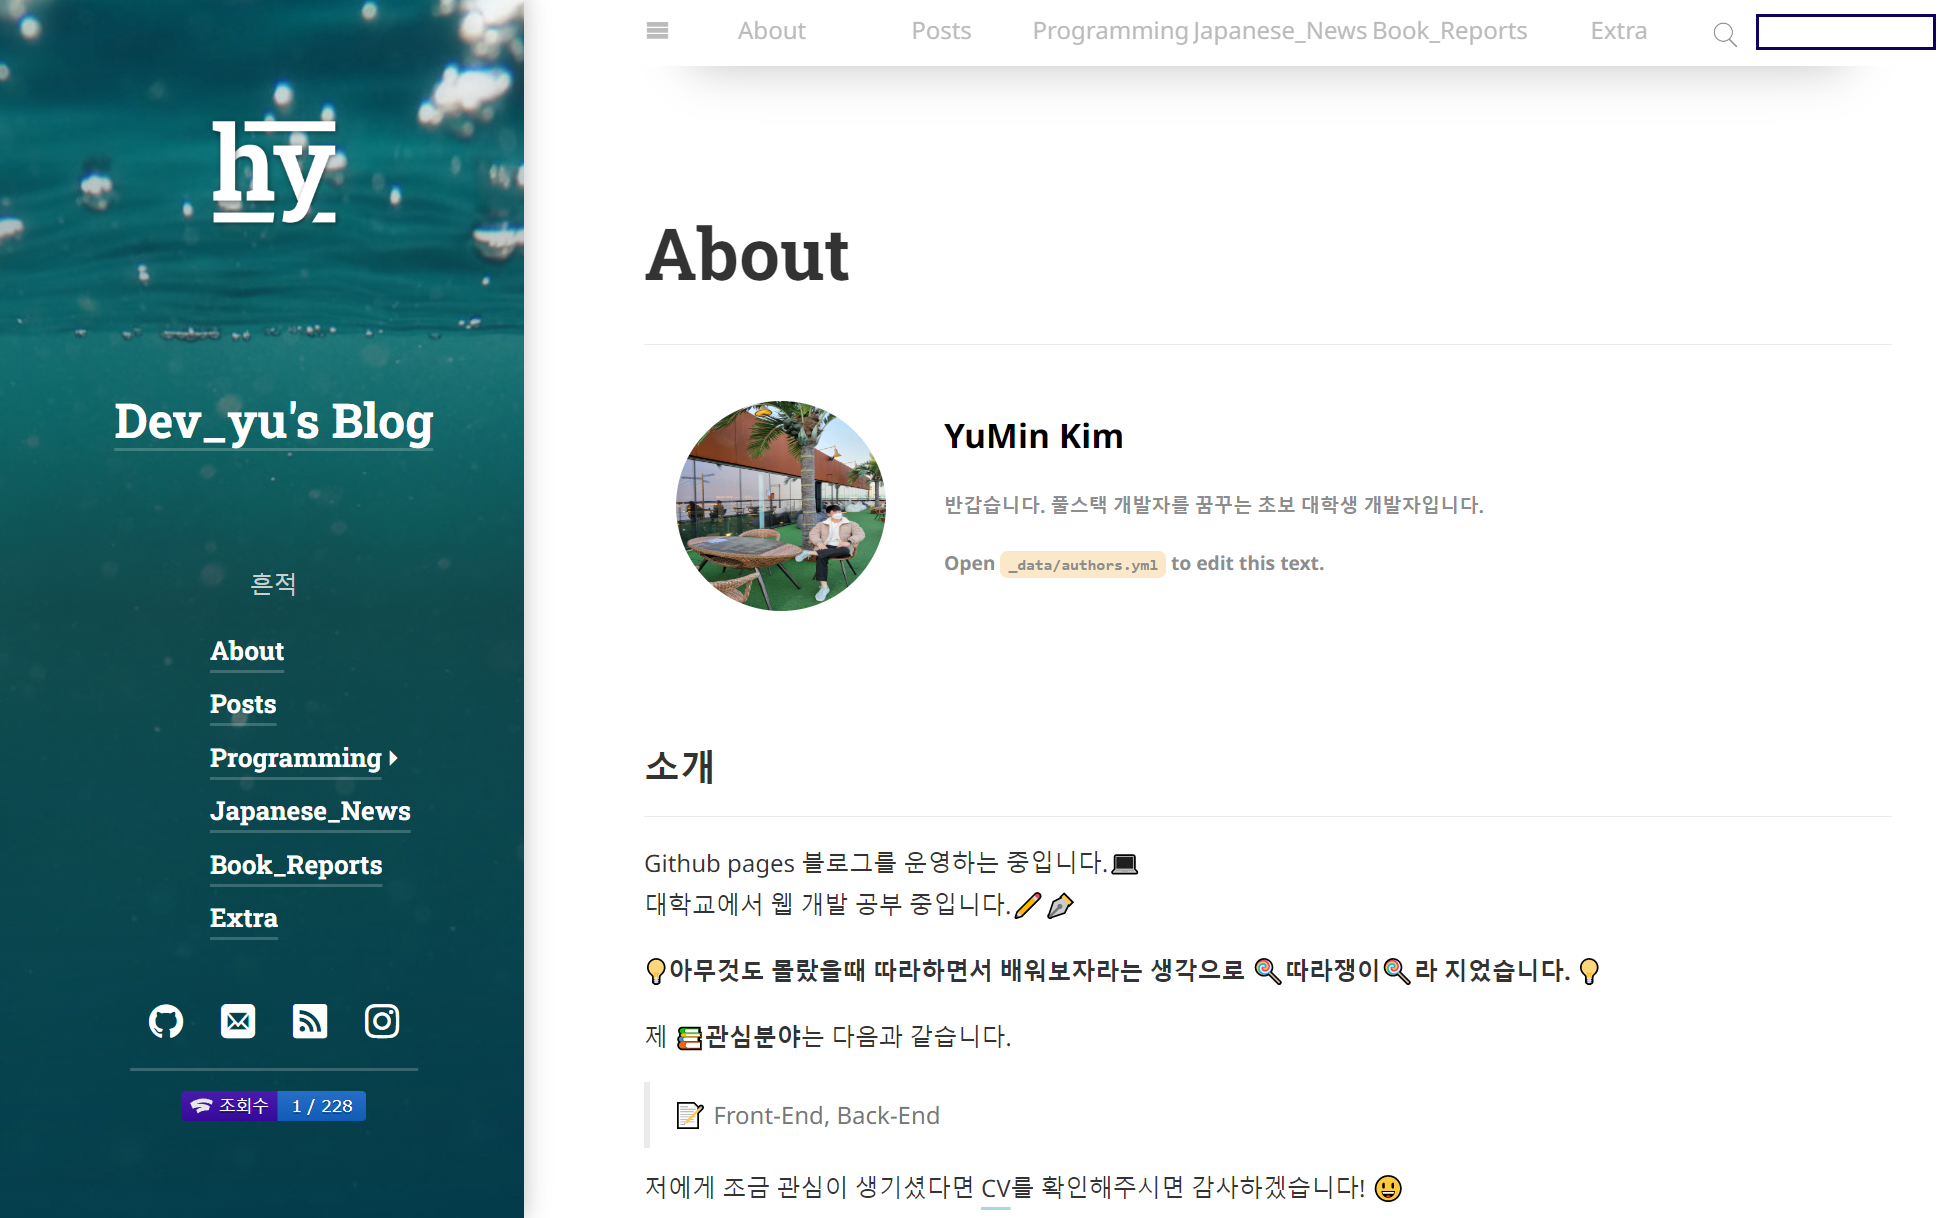 hy
Dev_yu's Blog
흔적
About
Posts
Programming
Japanese_News
Book_Reports
Extra
조회수 1 / 228
About Posts Programming Japanese_News Book_Reports Extra
About
YuMin Kim
반갑습니다. 풀스택 개발자를 꿈꾸는 초보 대학생 개발자입니다.
Open _data/authors.yml to edit this text.
소개
Github pages 블로그를 운영하는 중입니다.💻
대학교에서 웹 개발 공부 중입니다.✏️🖋️
💡아무것도 몰랐을때 따라하면서 배워보자라는 생각으로 🍭따라쟁이🍭라 지었습니다. 💡
제 📚관심분야는 다음과 같습니다.
📝 Front-End, Back-End
저에게 조금 관심이 생기셨다면 CV를 확인해주시면 감사하겠습니다! 😃